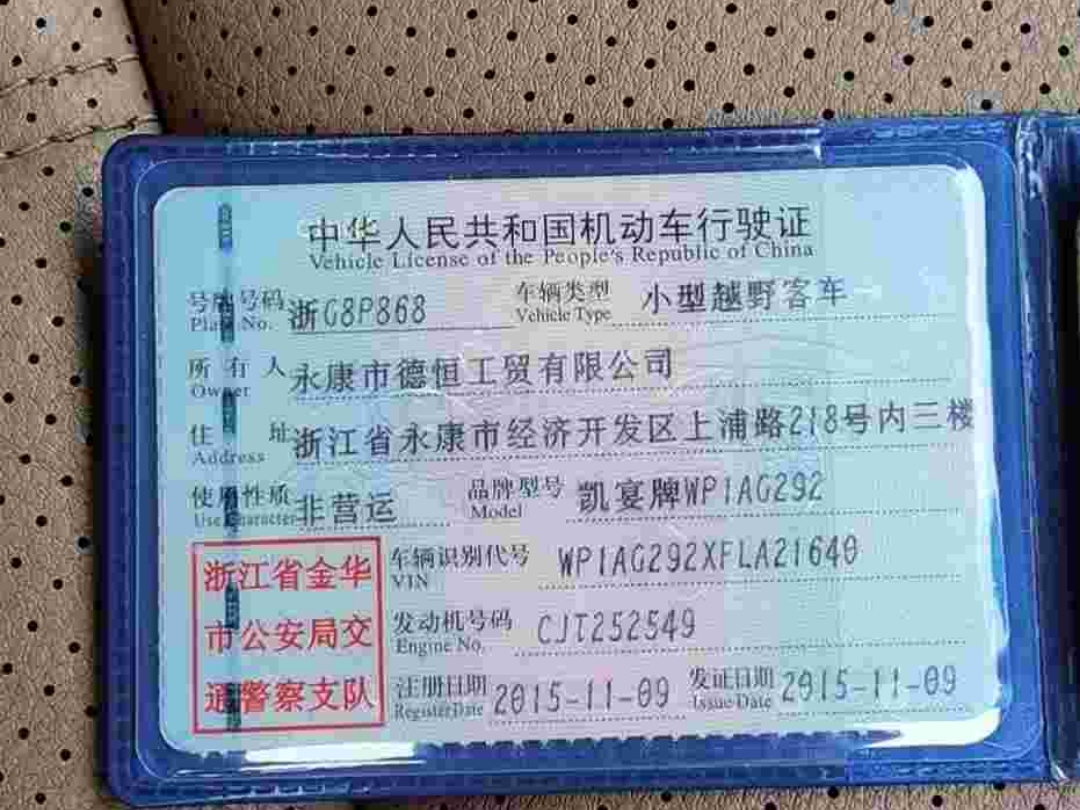 中华人民共和国机动车行驶证
Vehicle License of the People's Republic of China
号牌号码 浙G8P868 车辆类型 小型越野客车
Plate No. Vehicle Type
所有人 永康市德恒工贸有限公司
Owner
住址 浙江省永康市经济开发区上浦路218号内三楼
Address
使用性质 非营运 品牌型号 凯宴牌WP1AG292
Use Character Model
浙江省金华 车辆识别代号 WP1AG292XFLA21640
VIN
市公安局交 发动机号码 CJT252549
Engine No.
通警察支队 注册日期 2015-11-09 发证日期 2015-11-09
Register Date Issue Date